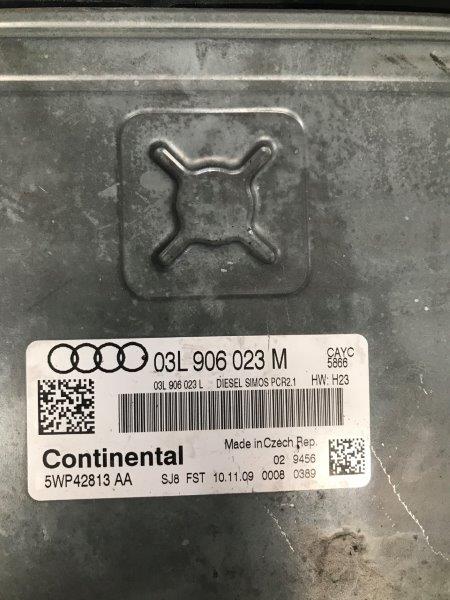 03L 906 023 M
CAYC
5866
03L 906 023 L DIESEL SIMOS PCR2.1 HW: H23
Continental
Made in Czech Rep.
02 9456
5WP42813 AA SJ8 FST 10.11.09 0008 0389